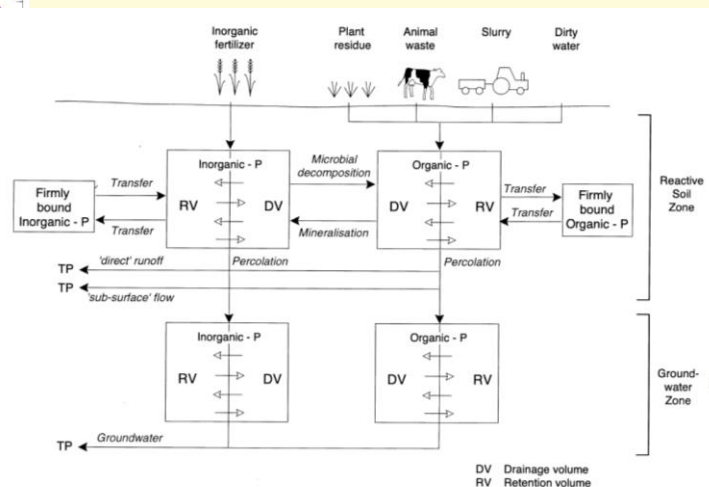 Inorganic
fertilizer
Plant
residue
Animal
waste
Slurry
Dirty
water
Inorganic - P
RV
DV
Microbial
decomposition
Mineralisation
Organic - P
DV
RV
Transfer
Transfer
Firmly
bound
Inorganic - P
Transfer
Transfer
Firmly
bound
Organic - P
Reactive
Soil
Zone
TP
'direct' runoff
Percolation
Percolation
TP
'sub-surface' flow
Inorganic - P
RV
DV
Organic - P
DV
RV
Ground-
water
Zone
TP
Groundwater
DV Drainage volume
RV Retention volume